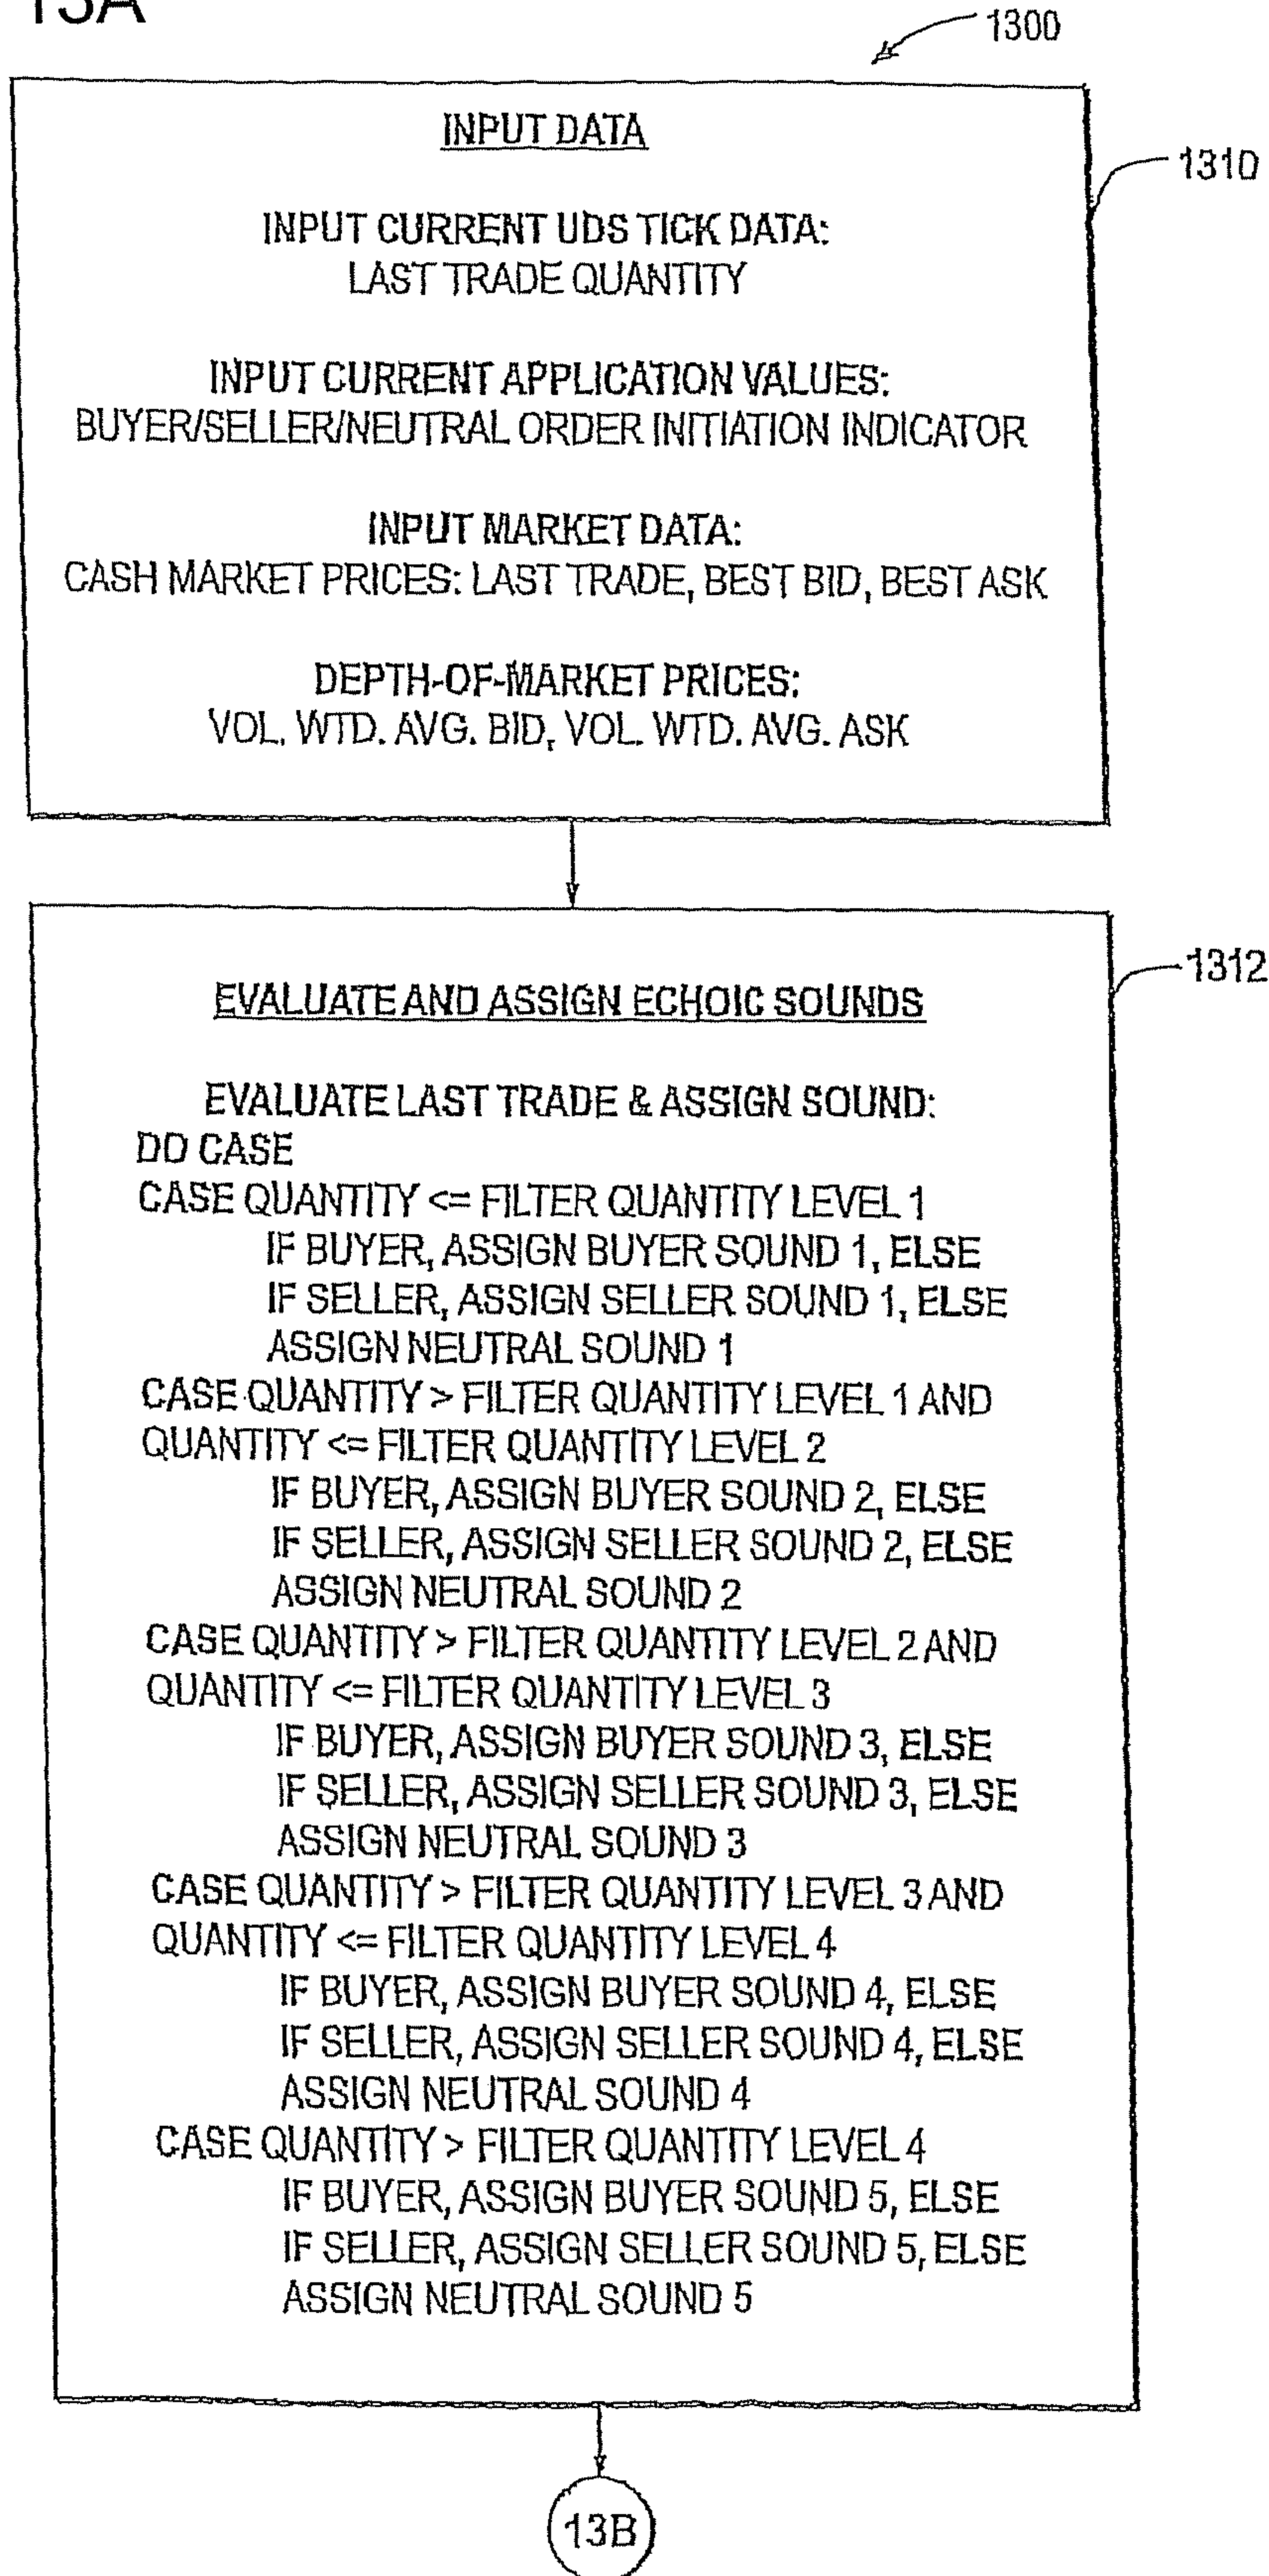 13A
1300
INPUT DATA
1310
INPUT CURRENT UDS TICK DATA:
LAST TRADE QUANTITY
INPUT CURRENT APPLICATION VALUES:
BUYER/SELLER/NEUTRAL ORDER INITIATION INDICATOR
INPUT MARKET DATA:
CASH MARKET PRICES: LAST TRADE, BEST BID, BEST ASK
DEPTH-OF-MARKET PRICES:
VOL. WTD. AVG. BID, VOL. WTD. AVG. ASK
1312
EVALUATE AND ASSIGN ECHOIC SOUNDS
EVALUATE LAST TRADE & ASSIGN SOUND:
DO CASE
CASE QUANTITY <= FILTER QUANTITY LEVEL 1
IF BUYER, ASSIGN BUYER SOUND 1, ELSE
IF SELLER, ASSIGN SELLER SOUND 1, ELSE
ASSIGN NEUTRAL SOUND 1
CASE QUANTITY > FILTER QUANTITY LEVEL 1 AND
QUANTITY <= FILTER QUANTITY LEVEL 2
IF BUYER, ASSIGN BUYER SOUND 2, ELSE
IF SELLER, ASSIGN SELLER SOUND 2, ELSE
ASSIGN NEUTRAL SOUND 2
CASE QUANTITY > FILTER QUANTITY LEVEL 2 AND
QUANTITY <= FILTER QUANTITY LEVEL 3
IF BUYER, ASSIGN BUYER SOUND 3, ELSE
IF SELLER, ASSIGN SELLER SOUND 3, ELSE
ASSIGN NEUTRAL SOUND 3
CASE QUANTITY > FILTER QUANTITY LEVEL 3 AND
QUANTITY <= FILTER QUANTITY LEVEL 4
IF BUYER, ASSIGN BUYER SOUND 4, ELSE
IF SELLER, ASSIGN SELLER SOUND 4, ELSE
ASSIGN NEUTRAL SOUND 4
CASE QUANTITY > FILTER QUANTITY LEVEL 4
IF BUYER, ASSIGN BUYER SOUND 5, ELSE
IF SELLER, ASSIGN SELLER SOUND 5, ELSE
ASSIGN NEUTRAL SOUND 5
13B